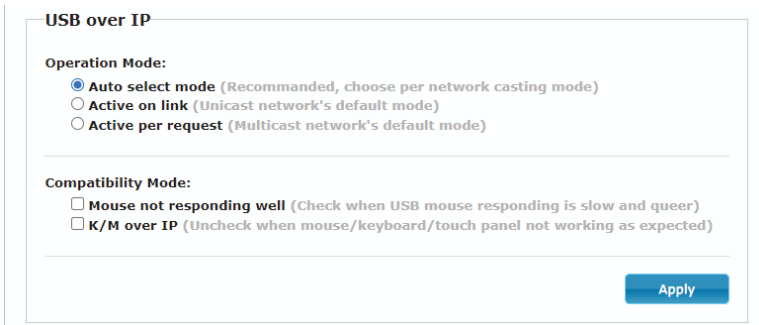 USB over IP
Operation Mode:
Auto select mode (Recommanded, choose per network casting mode)
Active on link (Unicast network's default mode)
Active per request (Multicast network's default mode)
Compatibility Mode:
Mouse not responding well (Check when USB mouse responding is slow and queer)
K/M over IP (Uncheck when mouse/keyboard/touch panel not working as expected)
Apply